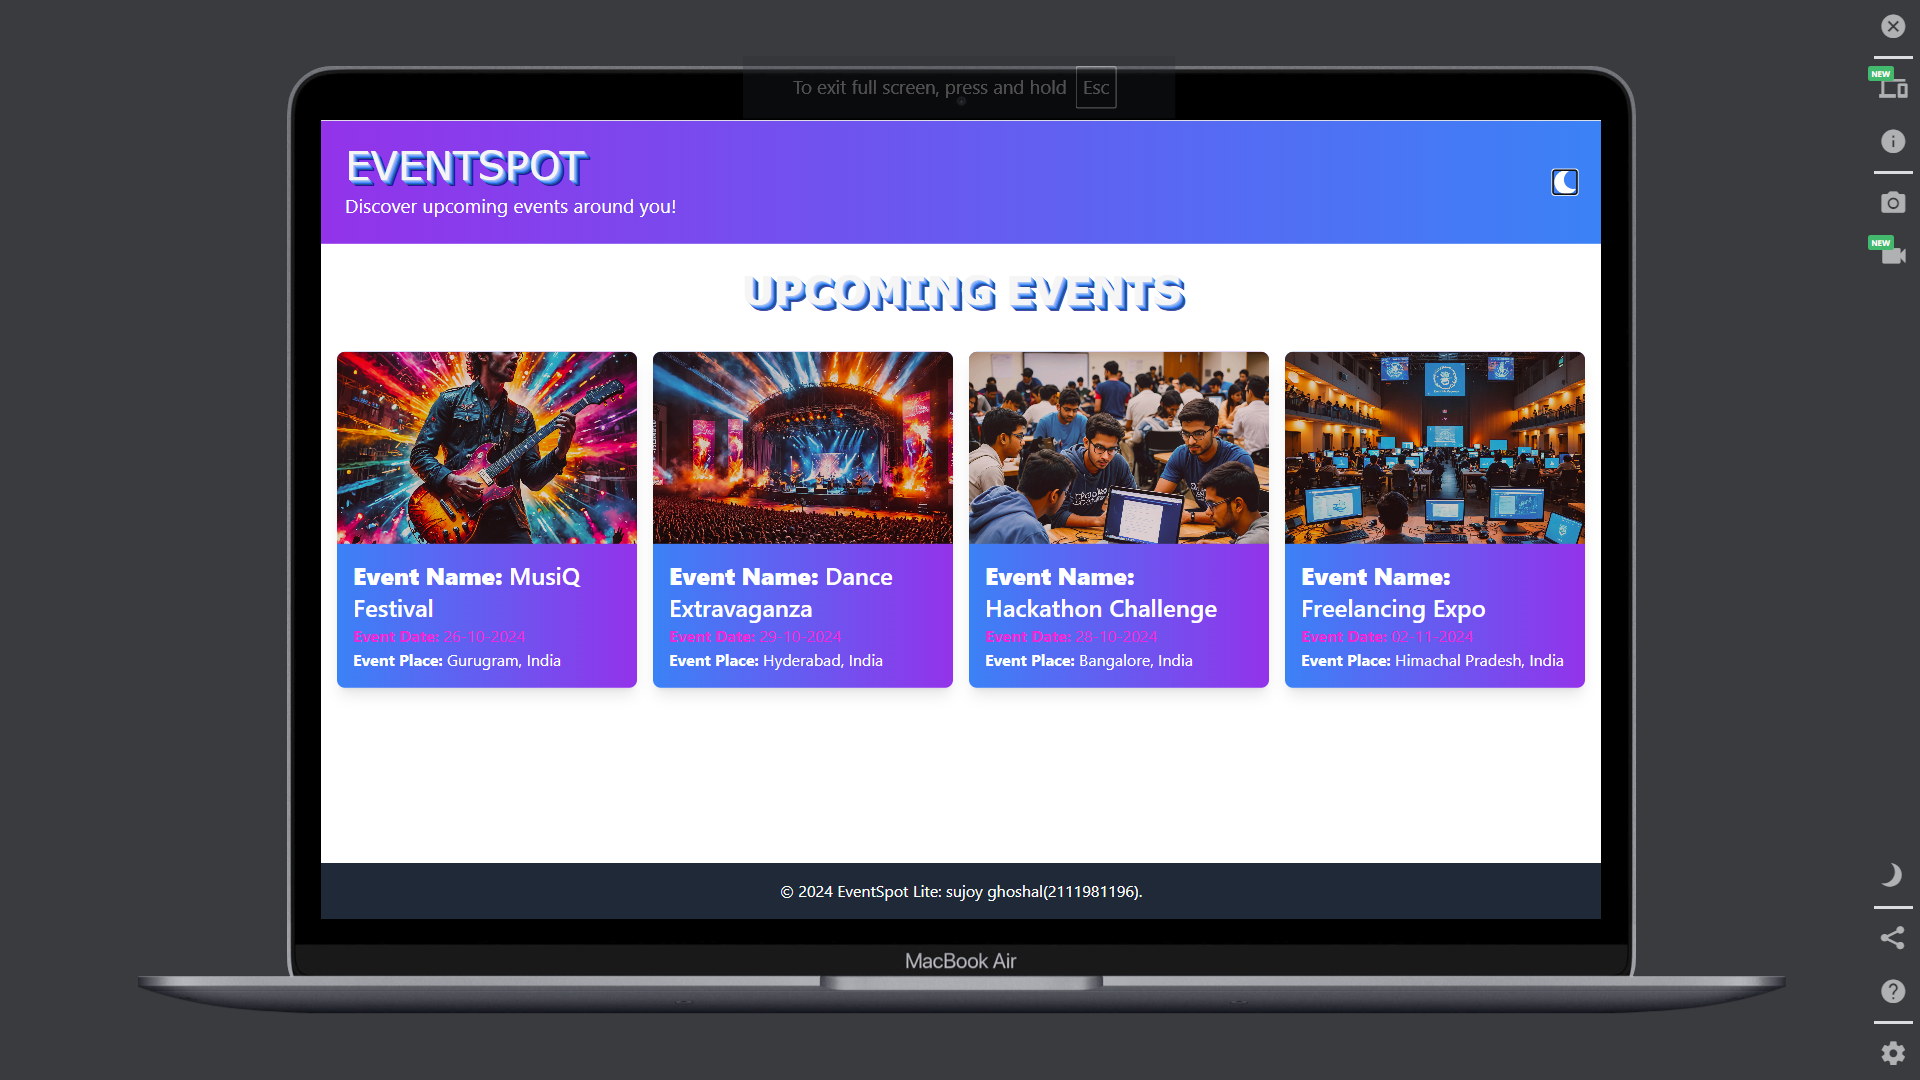 To exit full screen, press and hold Esc
NEW
EVENTSPOT
Discover upcoming events around you!
NEW
UPCOMING EVENTS
Event Name: MusiQ
Festival
Event Date: 26-10-2024
Event Place: Gurugram, India
Event Name: Dance
Extravaganza
Event Date: 29-10-2024
Event Place: Hyderabad, India
Event Name:
Hackathon Challenge
Event Date: 28-10-2024
Event Place: Bangalore, India
Event Name:
Freelancing Expo
Event Date: 02-11-2024
Event Place: Himachal Pradesh, India
© 2024 EventSpot Lite: sujoy ghoshal(2111981196).
MacBook Air